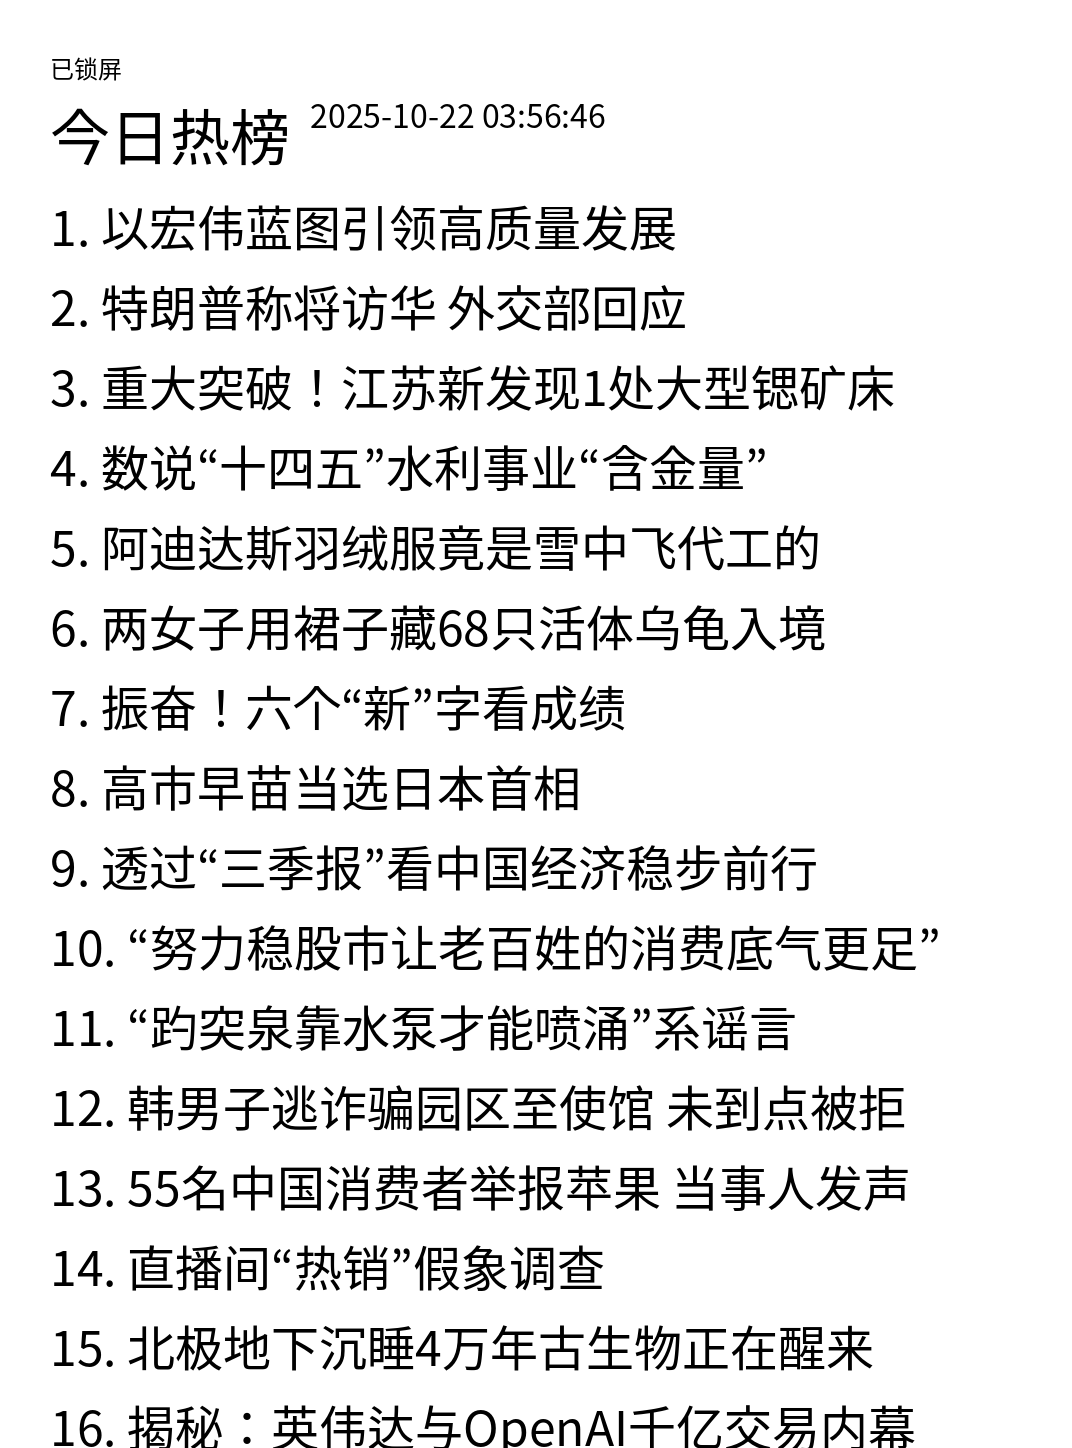 已锁屏
今日热榜 2025-10-22 03:56:46
1. 以宏伟蓝图引领高质量发展
2. 特朗普称将访华 外交部回应
3. 重大突破！江苏新发现1处大型锶矿床
4. 数说“十四五”水利事业“含金量”
5. 阿迪达斯羽绒服竟是雪中飞代工的
6. 两女子用裙子藏68只活体乌龟入境
7. 振奋！六个“新”字看成绩
8. 高市早苗当选日本首相
9. 透过“三季报”看中国经济稳步前行
10. “努力稳股市让老百姓的消费底气更足”
11. “趵突泉靠水泵才能喷涌”系谣言
12. 韩男子逃诈骗园区至使馆 未到点被拒
13. 55名中国消费者举报苹果 当事人发声
14. 直播间“热销”假象调查
15. 北极地下沉睡4万年古生物正在醒来
16. 揭秘：英伟达与OpenAI千亿交易内幕